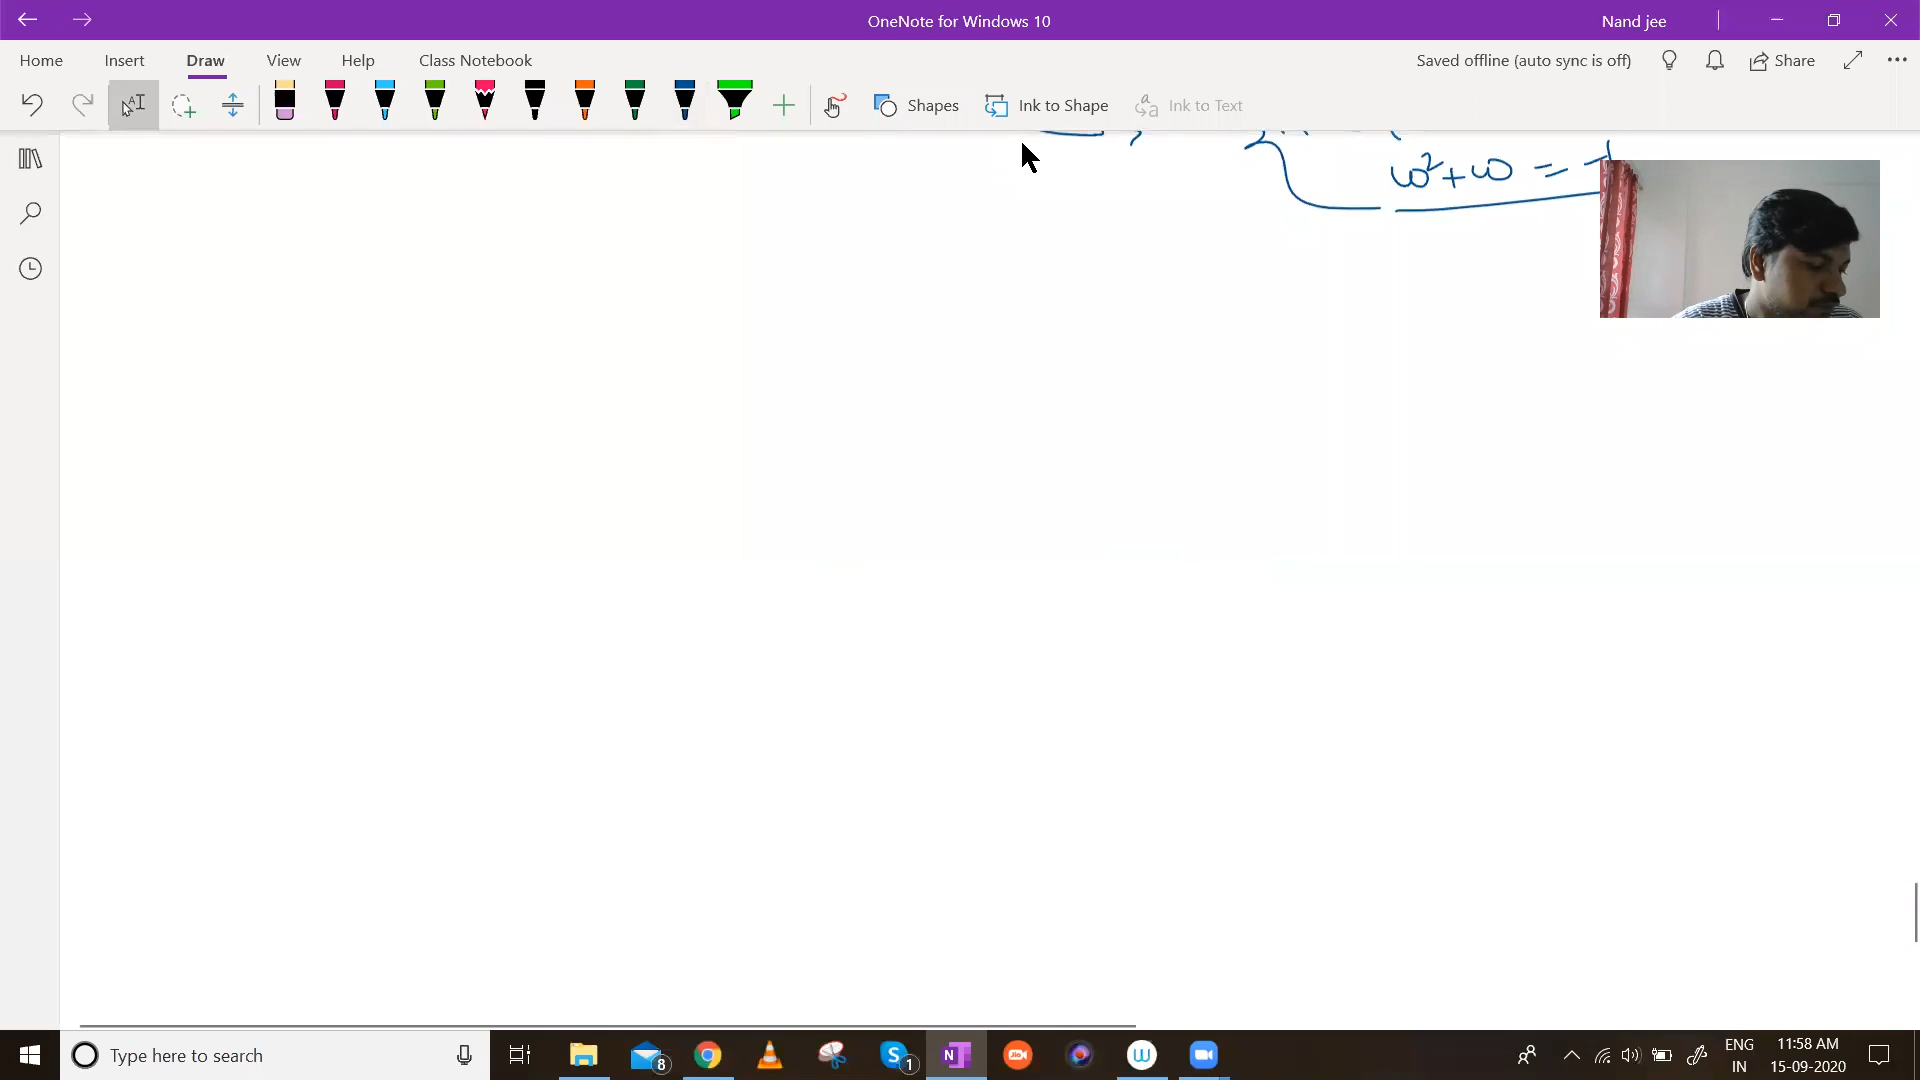 OneNote for Windows 10
Nand jee
Home Insert Draw View Help Class Notebook
Saved offline (auto sync is off) Share
Shapes Ink to Shape Ink to Text
ω²+ω = -1
Type here to search
8
1
ENG
IN
11:58 AM
15-09-2020